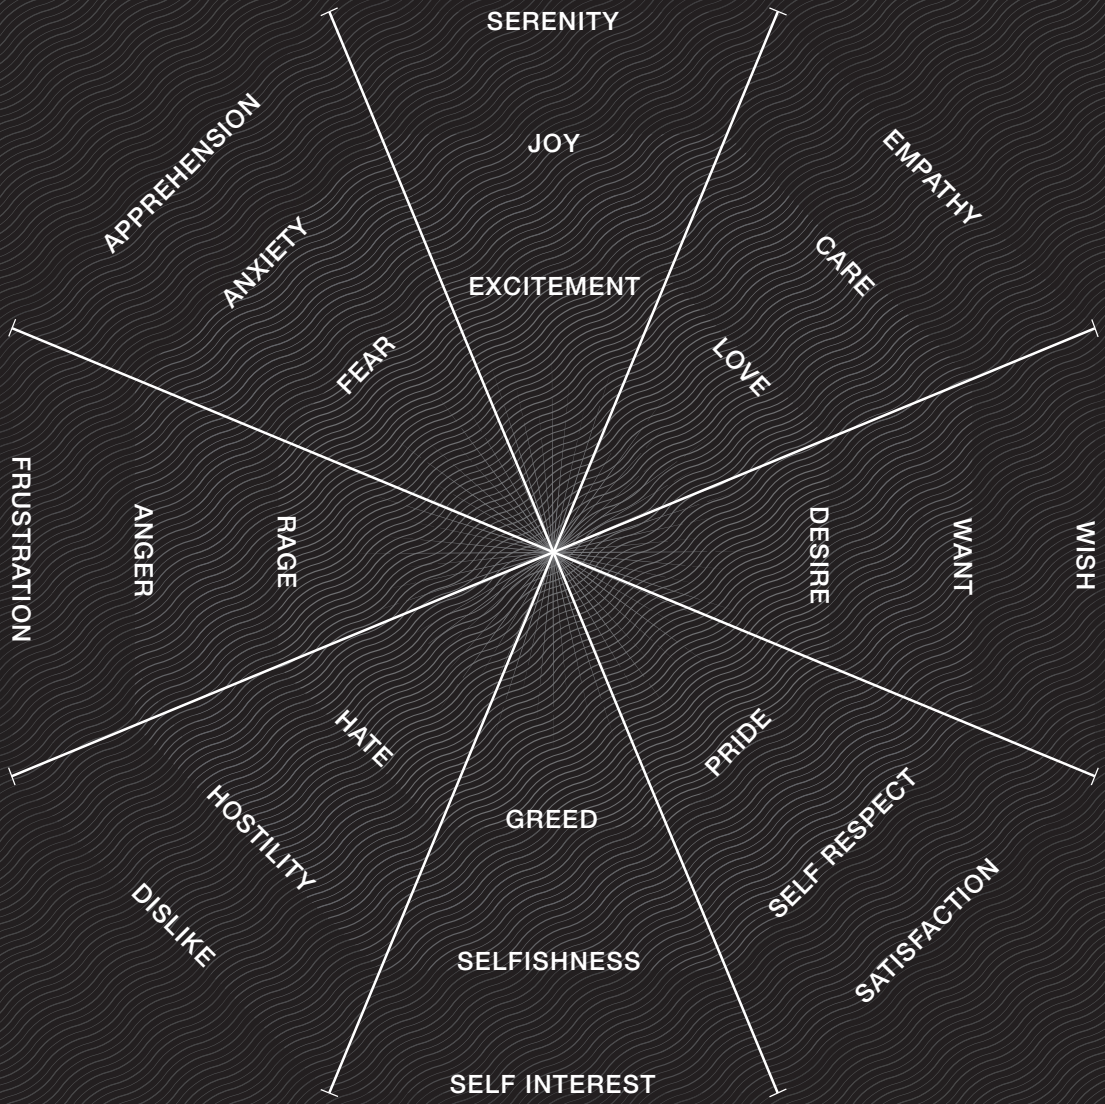 SERENITY
JOY
EXCITEMENT
EMPATHY
CARE
LOVE
WISH
WANT
DESIRE
PRIDE
SELF RESPECT
SATISFACTION
GREED
SELFISHNESS
SELF INTEREST
HATE
HOSTILITY
DISLIKE
FRUSTRATION
ANGER
RAGE
APPREHENSION
ANXIETY
FEAR